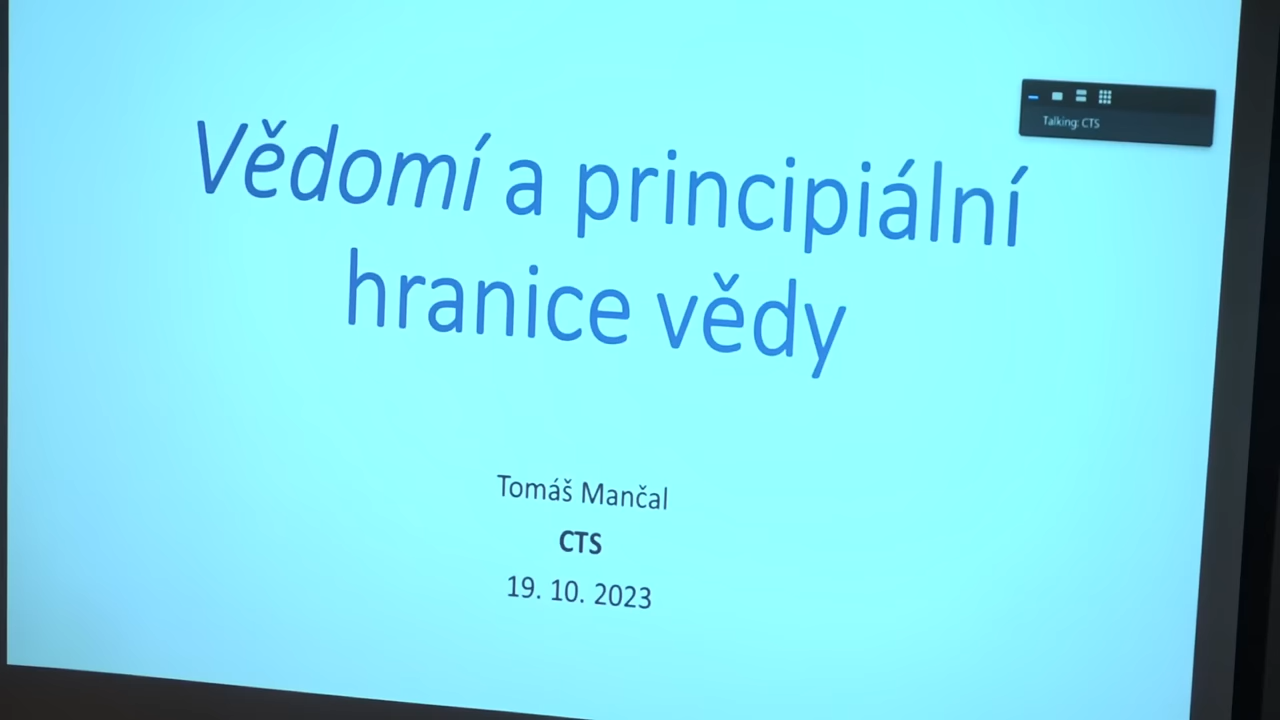 Talking: CTS
Vědomí a principiální
hranice vědy
Tomáš Mančal
CTS
19. 10. 2023